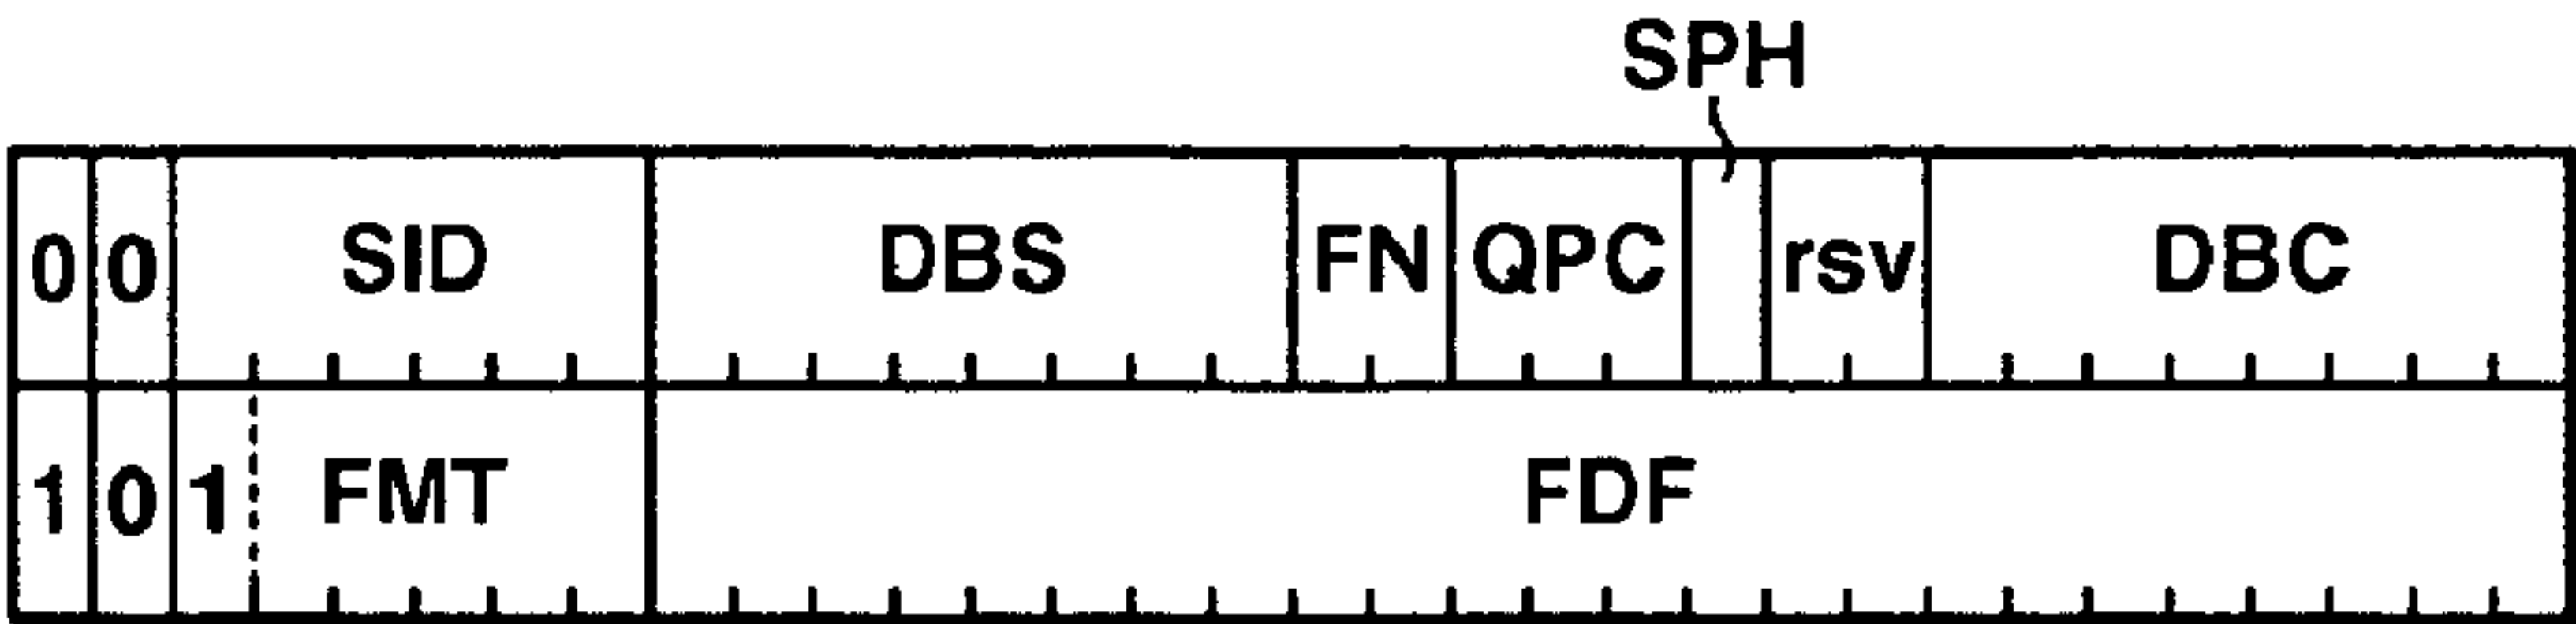 SPH
0 0 SID DBS FN QPC rsv DBC
1 0 1 FMT FDF